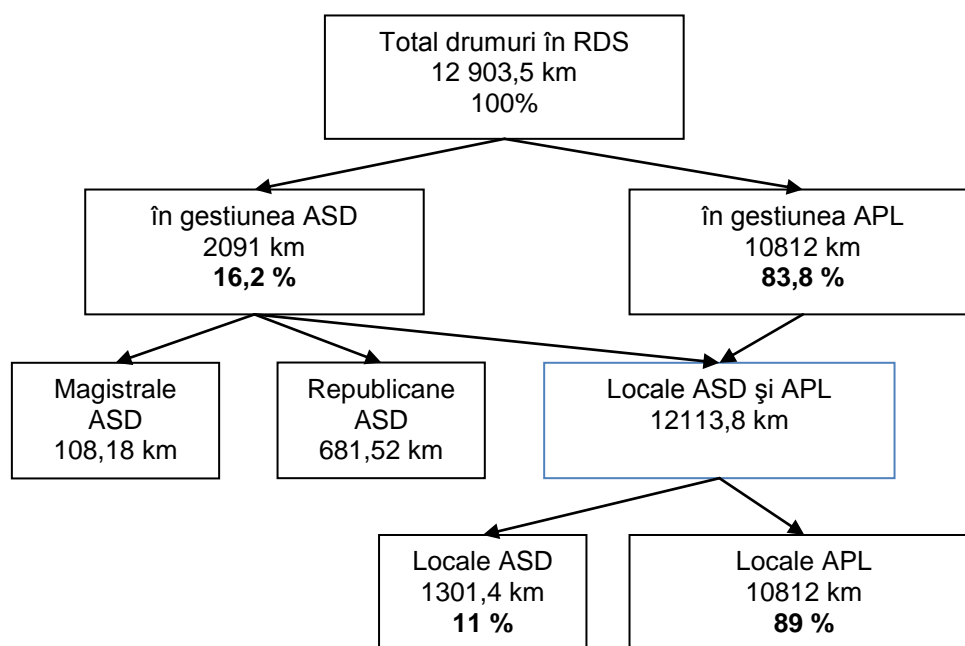 Total drumuri în RDS
12 903,5 km
100%
în gestiunea ASD
2091 km
16,2 %
în gestiunea APL
10812 km
83,8 %
Magistrale
ASD
108,18 km
Republicane
ASD
681,52 km
Locale ASD şi APL
12113,8 km
Locale ASD
1301,4 km
11 %
Locale APL
10812 km
89 %